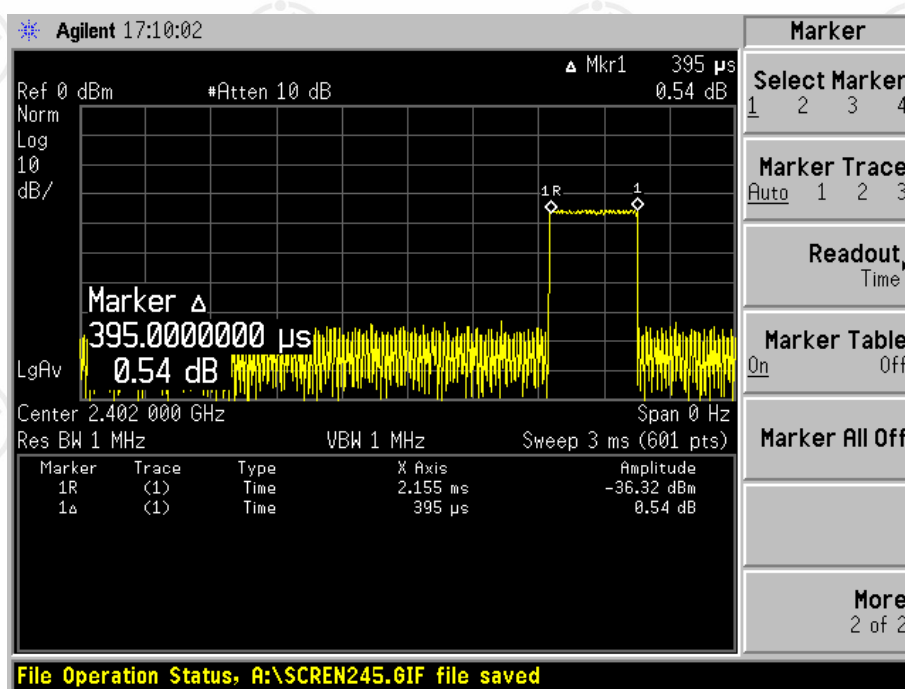 Agilent 17:10:02
Δ Mkr1 395 µs
Ref 0 dBm #Atten 10 dB 0.54 dB
Norm
Log
10
dB/
1R 1
Marker Δ
395.0000000 µs
0.54 dB
LgAv
Center 2.402 000 GHz Span 0 Hz
Res BW 1 MHz VBW 1 MHz Sweep 3 ms (601 pts)
Marker Trace Type X Axis Amplitude
1R (1) Time 2.155 ms -36.32 dBm
1Δ (1) Time 395 µs 0.54 dB
File Operation Status, A:\SCREN245.GIF file saved
Marker
Select Marker
1 2 3 4
Marker Trace
Auto 1 2 3
Readout
Time
Marker Table
On Off
Marker All Off
More
2 of 2